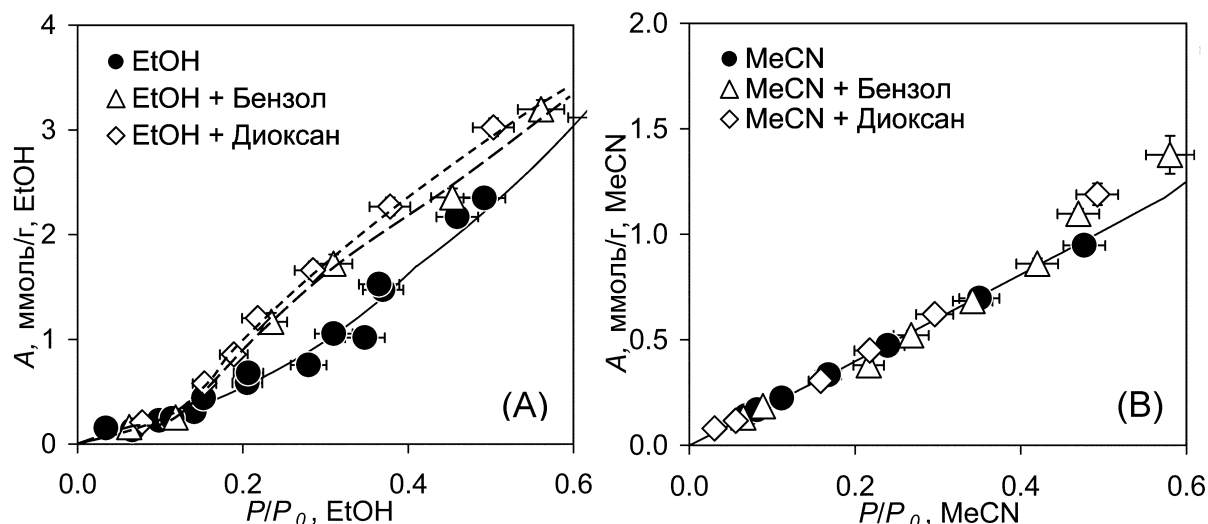 4
3
2
1
0
A, ммоль/г, EtOH
EtOH
EtOH + Бензол
EtOH + Диоксан
(A)
0.0
0.2
0.4
0.6
P/P0, EtOH
2.0
1.5
1.0
0.5
0.0
A, ммоль/г, MeCN
MeCN
MeCN + Бензол
MeCN + Диоксан
(B)
0.0
0.2
0.4
0.6
P/P0, MeCN